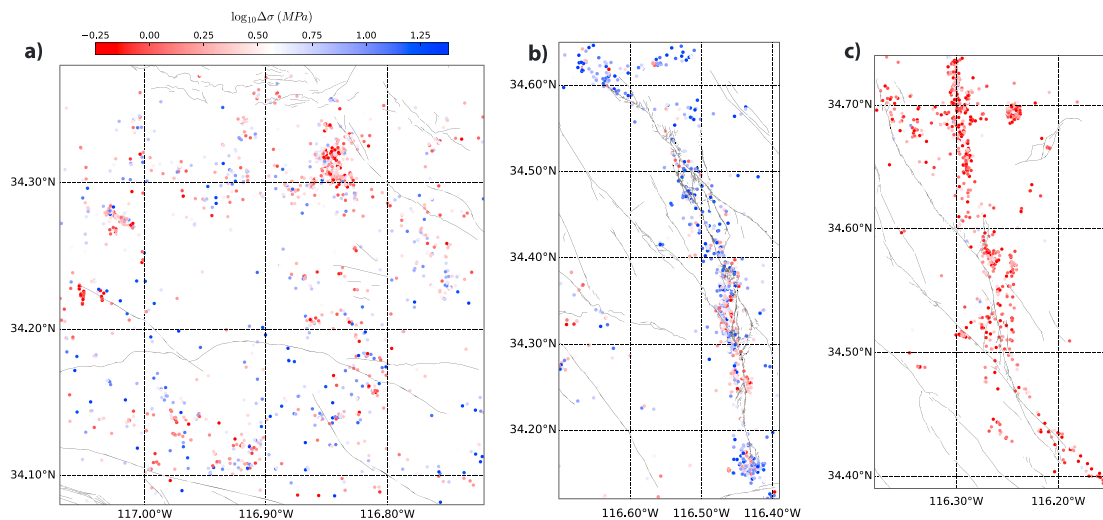 log₁₀Δσ (MPa)
−0.25 0.00 0.25 0.50 0.75 1.00 1.25
a)
b)
c)
34.30°N
34.20°N
34.10°N
117.00°W 116.90°W 116.80°W
34.60°N
34.50°N
34.40°N
34.30°N
34.20°N
116.60°W 116.50°W 116.40°W
34.70°N
34.60°N
34.50°N
34.40°N
116.30°W 116.20°W